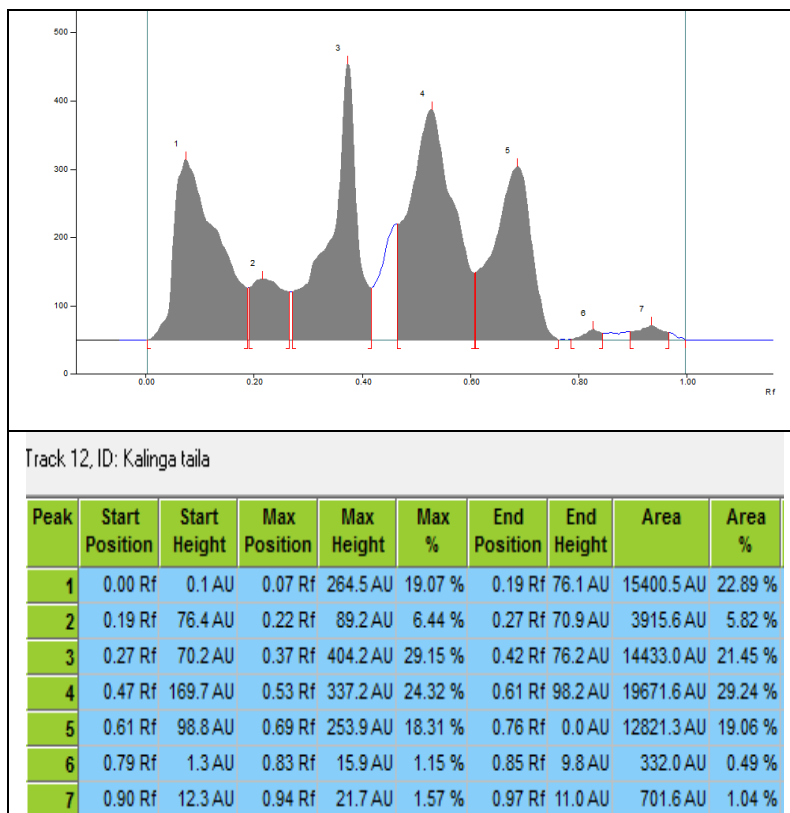 500
3
400
4
1
5
300
200
2
100
6
7
0
0.00 0.20 0.40 0.60 0.80 1.00
Rf
Track 12, ID: Kalinga taila
Peak Start Position Start Height Max Position Max Height Max % End Position End Height Area Area %
1 0.00 Rf 0.1 AU 0.07 Rf 264.5 AU 19.07 % 0.19 Rf 76.1 AU 15400.5 AU 22.89 %
2 0.19 Rf 76.4 AU 0.22 Rf 89.2 AU 6.44 % 0.27 Rf 70.9 AU 3915.6 AU 5.82 %
3 0.27 Rf 70.2 AU 0.37 Rf 404.2 AU 29.15 % 0.42 Rf 76.2 AU 14433.0 AU 21.45 %
4 0.47 Rf 169.7 AU 0.53 Rf 337.2 AU 24.32 % 0.61 Rf 98.2 AU 19671.6 AU 29.24 %
5 0.61 Rf 98.8 AU 0.69 Rf 253.9 AU 18.31 % 0.76 Rf 0.0 AU 12821.3 AU 19.06 %
6 0.79 Rf 1.3 AU 0.83 Rf 15.9 AU 1.15 % 0.85 Rf 9.8 AU 332.0 AU 0.49 %
7 0.90 Rf 12.3 AU 0.94 Rf 21.7 AU 1.57 % 0.97 Rf 11.0 AU 701.6 AU 1.04 %